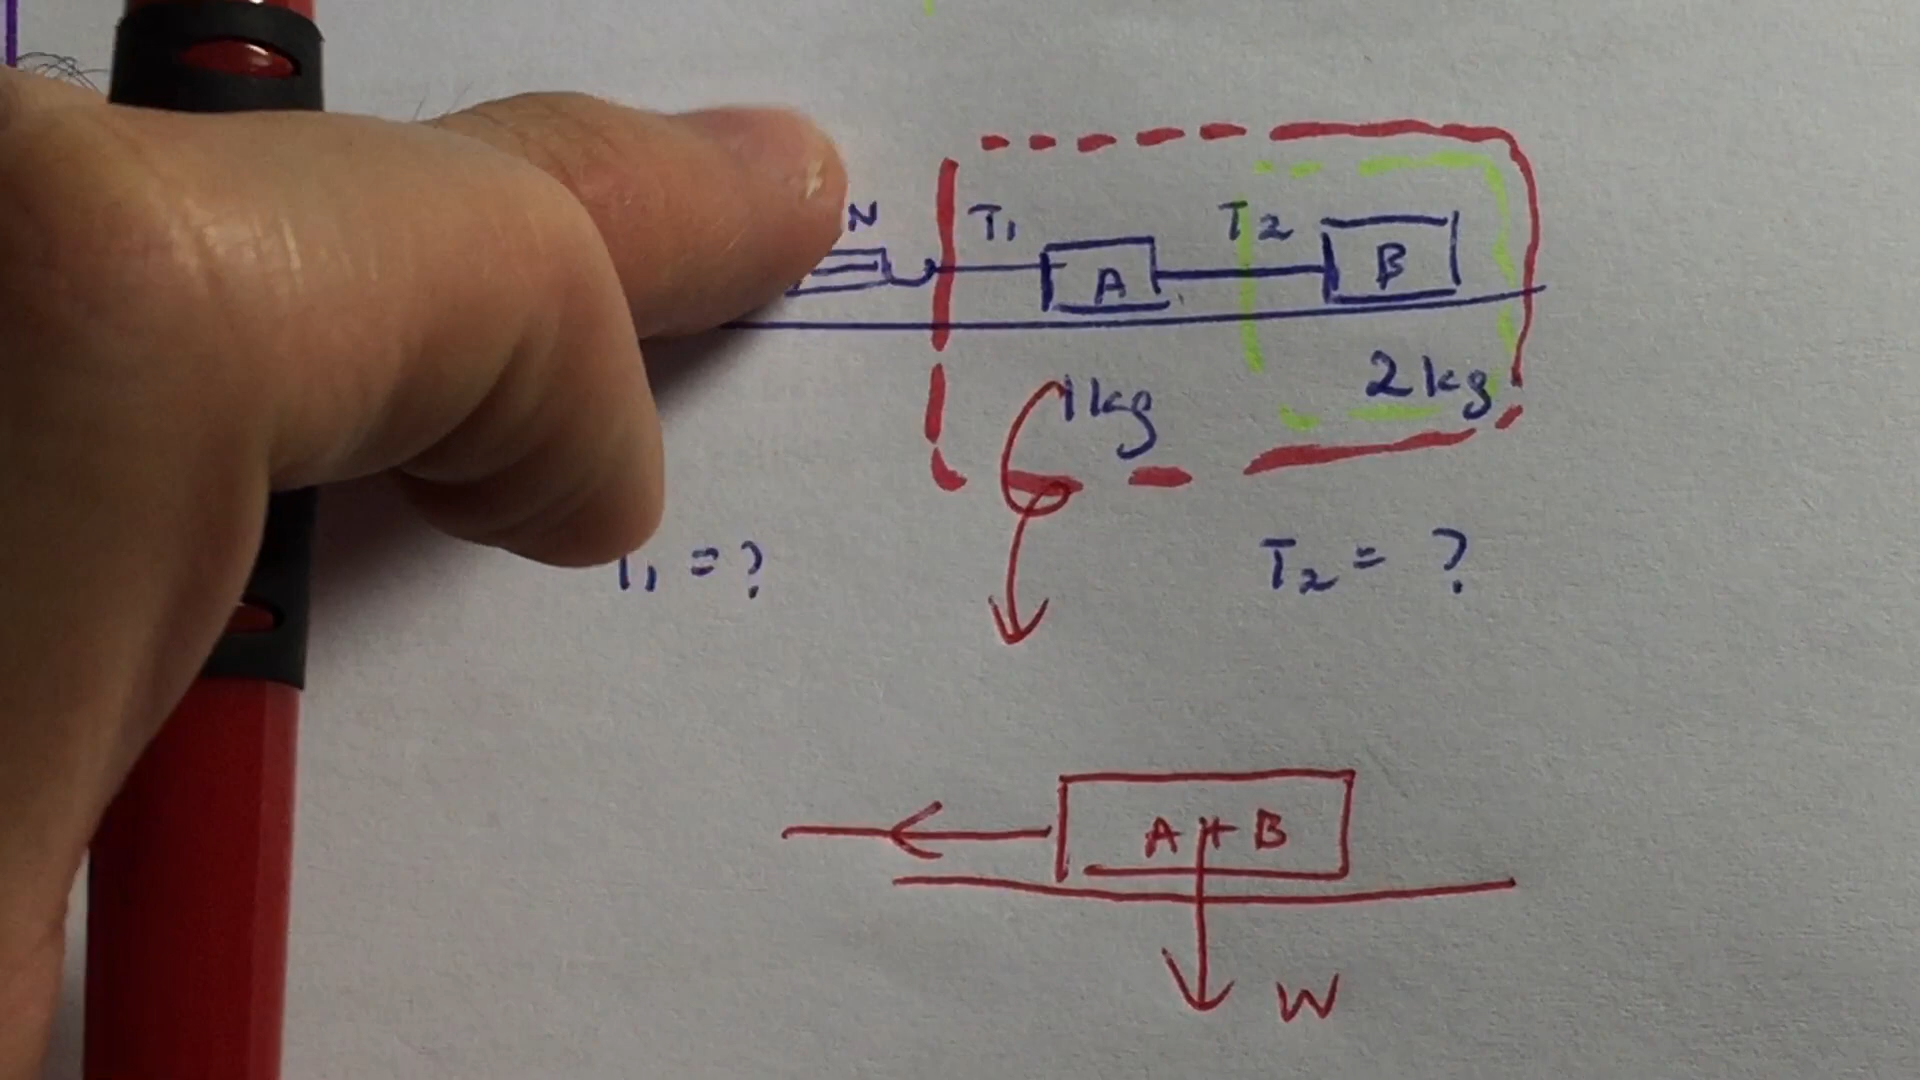 N T₁ T₂
A B
1kg 2kg
T₁ = ? T₂ = ?
A + B
W